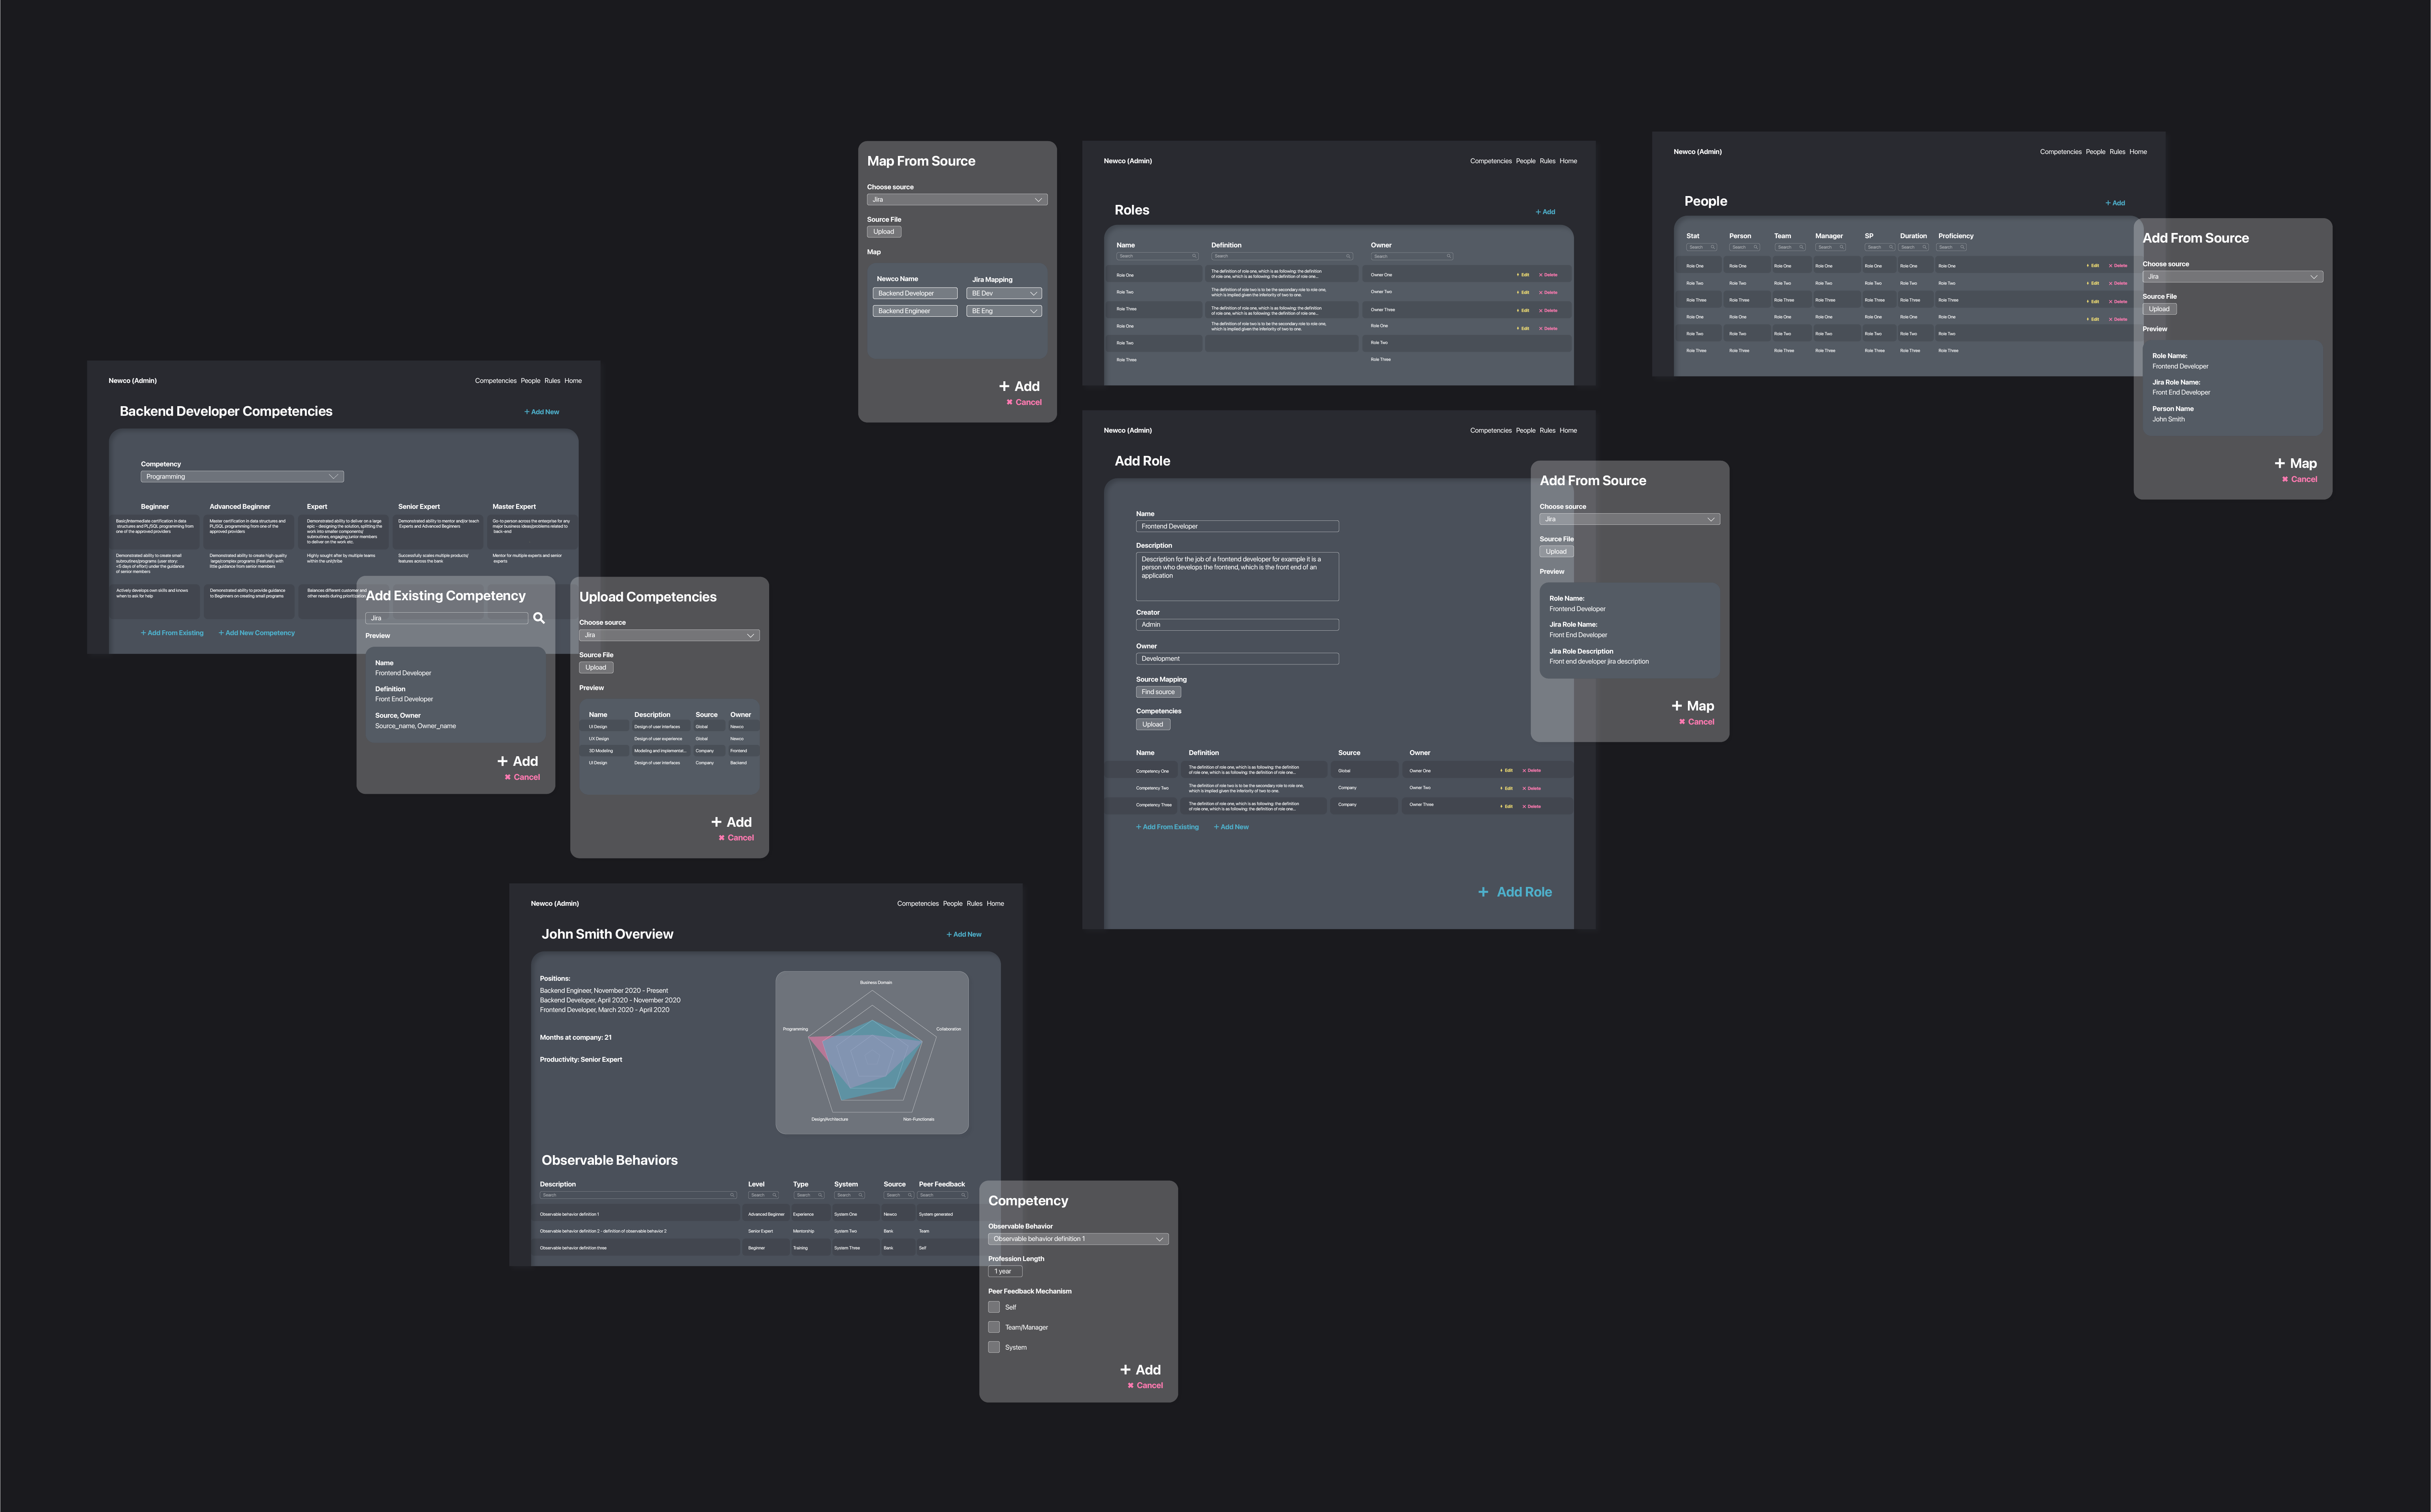 Map From Source
Choose source
Jira
Source File
Upload
Map
Newco Name Jira Mapping
Backend Developer BE Dev
Backend Engineer BE Eng
+ Add
✖ Cancel
Newco (Admin) Competencies People Rules Home
Roles + Add
Name Definition Owner
Search Search Search
Role One The definition of role one, which is as following: the definition
of role one, which is as following: the definition of role one... Owner One Edit Delete
Role Two The definition of role two is to be the secondary role to role one,
which is implied given the inferiority of two to one. Owner Two Edit Delete
Role Three The definition of role one, which is as following: the definition
of role one, which is as following: the definition of role one... Owner Three Edit Delete
Role One The definition of role two is to be the secondary role to role one,
which is implied given the inferiority of two to one. Role One Edit Delete
Role Two Role Two
Role Three Role Three
Newco (Admin) Competencies People Rules Home
People + Add
Stat Person Team Manager SP Duration Proficiency
Search Search Search Search Search Search Search
Role One Role One Role One Role One Role One Role One Role One Edit Delete
Role Two Role Two Role Two Role Two Role Two Role Two Role Two Edit Delete
Role Three Role Three Role Three Role Three Role Three Role Three Role Three Edit Delete
Role One Role One Role One Role One Role One Role One Role One Edit Delete
Role Two Role Two Role Two Role Two Role Two Role Two Role Two
Role Three Role Three Role Three Role Three Role Three Role Three Role Three
Add From Source
Choose source
Jira
Source File
Upload
Preview
Role Name:
Frontend Developer
Jira Role Name:
Front End Developer
Person Name
John Smith
+ Map
✖ Cancel
Newco (Admin) Competencies People Rules Home
Backend Developer Competencies + Add New
Competency
Programming
Beginner Advanced Beginner Expert Senior Expert Master Expert
Basic/Intermediate certification in data
structures and PL/SQL programming from
one of the approved providers
Master certification in data structures and
PL/SQL programming from one of the
approved providers
Demonstrated ability to deliver on a large
epic - designing the solution, splitting the
work into smaller components/
subroutines, engaging junior members
to deliver on the work etc.
Demonstrated ability to mentor and/or teach
Experts and Advanced Beginners
Go-to person across the enterprise for any
major business ideas/problems related to
back-end
Demonstrated ability to create small
subroutines/programs (user story:
<5 days of effort) under the guidance
of senior members
Demonstrated ability to create high quality
large/complex programs (Features) with
little guidance from senior members
Highly sought after by multiple teams
within the unit/tribe
Successfully scales multiple products/
features across the bank
Mentor for multiple experts and senior
experts
Actively develops own skills and knows
when to ask for help
Demonstrated ability to provide guidance
to Beginners on creating small programs
Balances different customer and
other needs during prioritization
+ Add From Existing + Add New Competency
Add Existing Competency
Jira
Preview
Name
Frontend Developer
Definition
Front End Developer
Source, Owner
Source_name, Owner_name
+ Add
✖ Cancel
Upload Competencies
Choose source
Jira
Source File
Upload
Preview
Name Description Source Owner
UI Design Design of user interfaces Global Newco
UX Design Design of user experience Global Newco
3D Modeling Modeling and implementat... Company Frontend
UI Design Design of user interfaces Company Backend
+ Add
✖ Cancel
Newco (Admin) Competencies People Rules Home
Add Role
Name
Frontend Developer
Description
Description for the job of a frontend developer for example it is a
person who develops the frontend, which is the front end of an
application
Creator
Admin
Owner
Development
Source Mapping
Find source
Competencies
Upload
Name Definition Source Owner
Competency One The definition of role one, which is as following: the definition
of role one, which is as following: the definition of role one... Global Owner One Edit Delete
Competency Two The definition of role two is to be the secondary role to role one,
which is implied given the inferiority of two to one. Company Owner Two Edit Delete
Competency Three The definition of role one, which is as following: the definition
of role one, which is as following: the definition of role one... Company Owner Three Edit Delete
+ Add From Existing + Add New
+ Add Role
Add From Source
Choose source
Jira
Source File
Upload
Preview
Role Name:
Frontend Developer
Jira Role Name:
Front End Developer
Jira Role Description
Front end developer jira description
+ Map
✖ Cancel
Newco (Admin) Competencies People Rules Home
John Smith Overview + Add New
Positions:
Backend Engineer, November 2020 - Present
Backend Developer, April 2020 - November 2020
Frontend Developer, March 2020 - April 2020
Months at company: 21
Productivity: Senior Expert
Business Domain
Programming Collaboration
Design/Architecture Non-Functionals
Observable Behaviors
Description Level Type System Source Peer Feedback
Search Search Search Search Search Search
Observable behavior definition 1 Advanced Beginner Experience System One Newco System generated
Observable behavior definition 2 - definition of observable behavior 2 Senior Expert Mentorship System Two Bank Team
Observable behavior definition three Beginner Training System Three Bank Self
Competency
Observable Behavior
Observable behavior definition 1
Profession Length
1 year
Peer Feedback Mechanism
Self
Team/Manager
System
+ Add
✖ Cancel